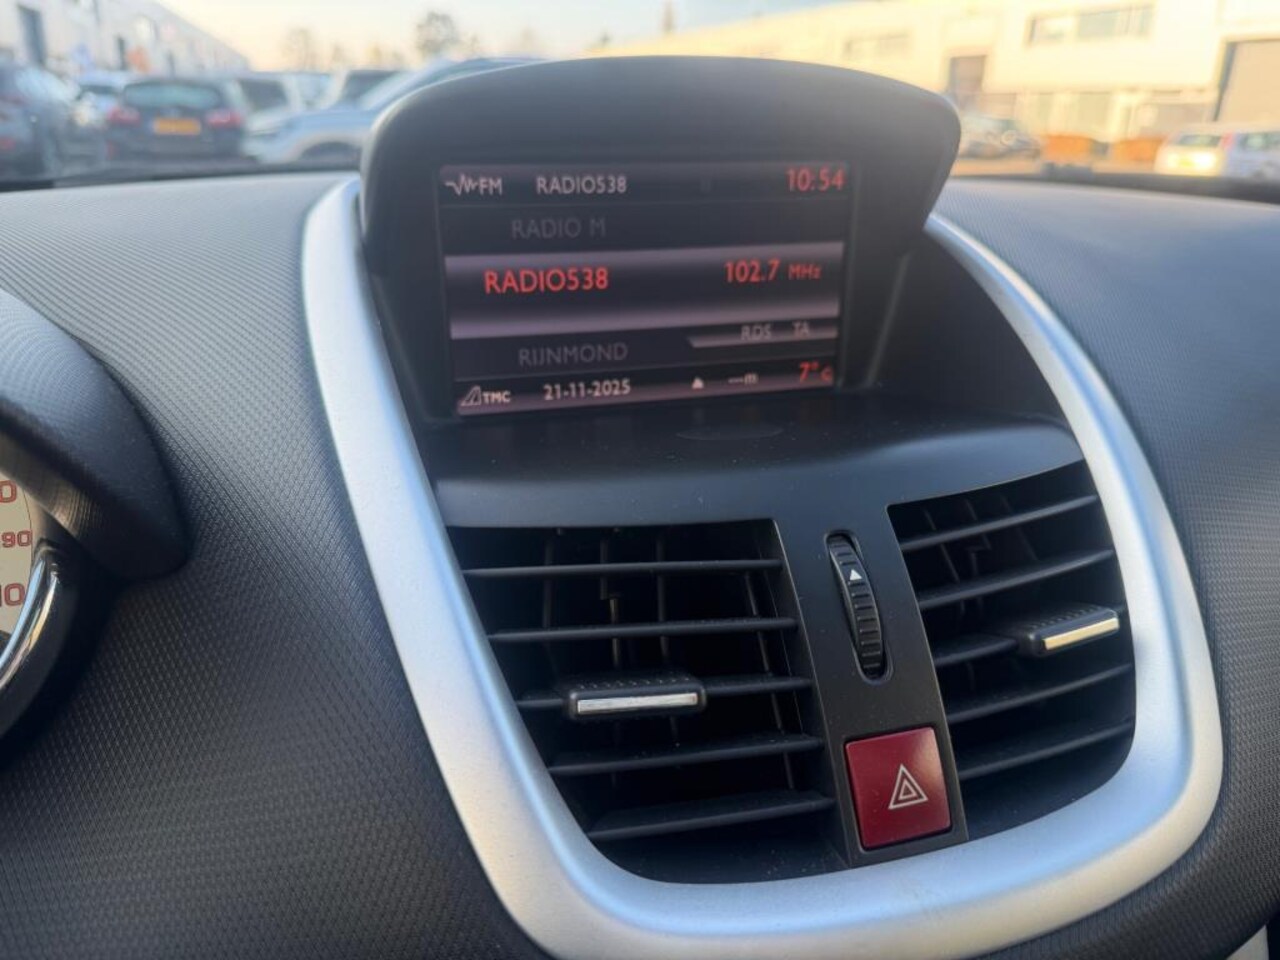 FM RADIO538 10:54
RADIO M
RADIO538 102.7 MHz
RDS TA
RIJNMOND
TMC 21-11-2025 ---m 7°C